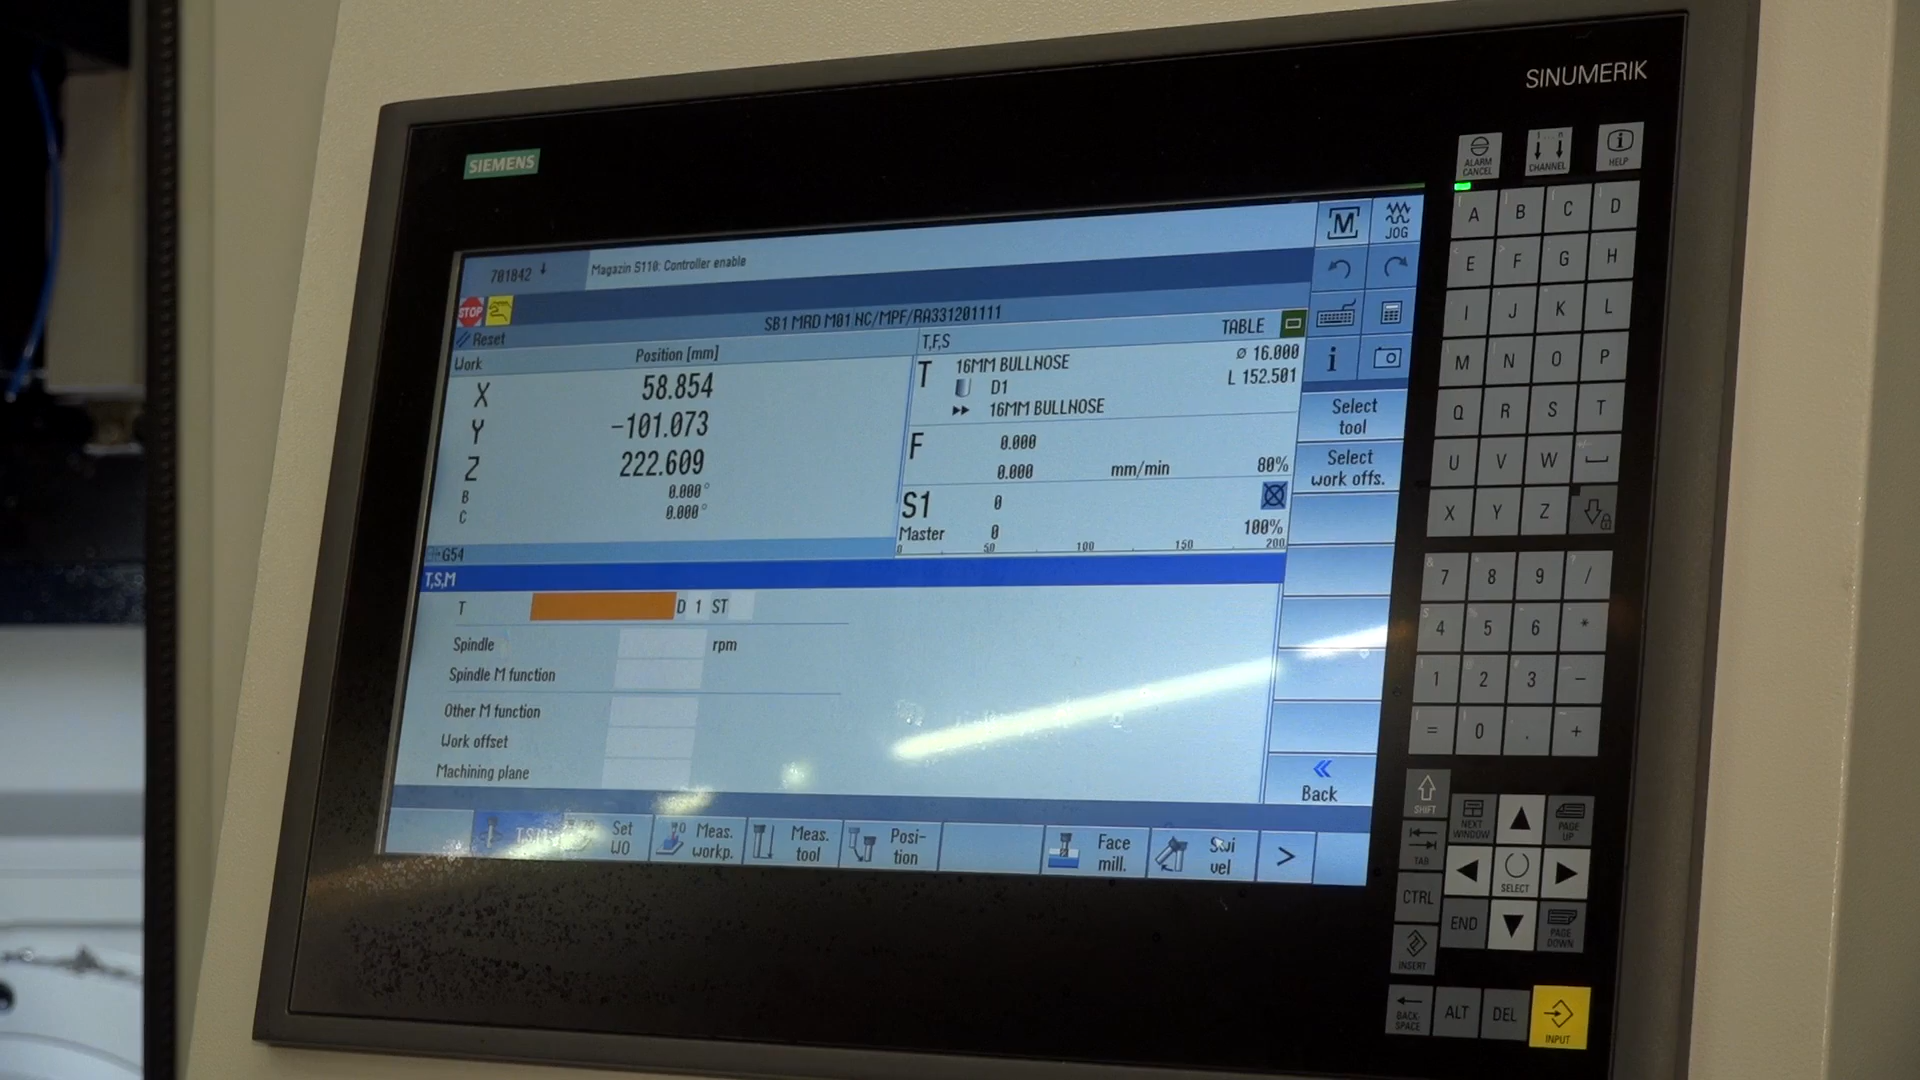 SINUMERIK
SIEMENS
701842 ↓ Magazin S110: Controller enable
M JOG
STOP
SB1 MRD M01 NC/MPF/RA331201111
Reset
Work Position [mm]
X 58.854
Y -101.073
Z 222.609
B 0.000°
C 0.000°
G54
T,F,S TABLE
T 16MM BULLNOSE ⌀ 16.000
D1 L 152.501
16MM BULLNOSE
F 0.000
0.000 mm/min 80%
S1 0
Master 0 100%
0 50 100 150 200
T,S,M
T D 1 ST
Spindle rpm
Spindle M function
Other M function
Work offset
Machining plane
i
Select
tool
Select
work offs.
« Back
T,S,M
Set
WO
Meas.
workp.
Meas.
tool
Posi-
tion
Face
mill.
Swi
vel
>
ALARM
CANCEL
1...n
CHANNEL
i
HELP
A B C D
E F G H
I J K L
M N O P
Q R S T
U V W
X Y Z
7 8 9 /
4 5 6 *
1 2 3 -
= 0 . +
SHIFT
NEXT
WINDOW
PAGE
UP
TAB
SELECT
CTRL
END
PAGE
DOWN
INSERT
BACK-
SPACE
ALT
DEL
INPUT